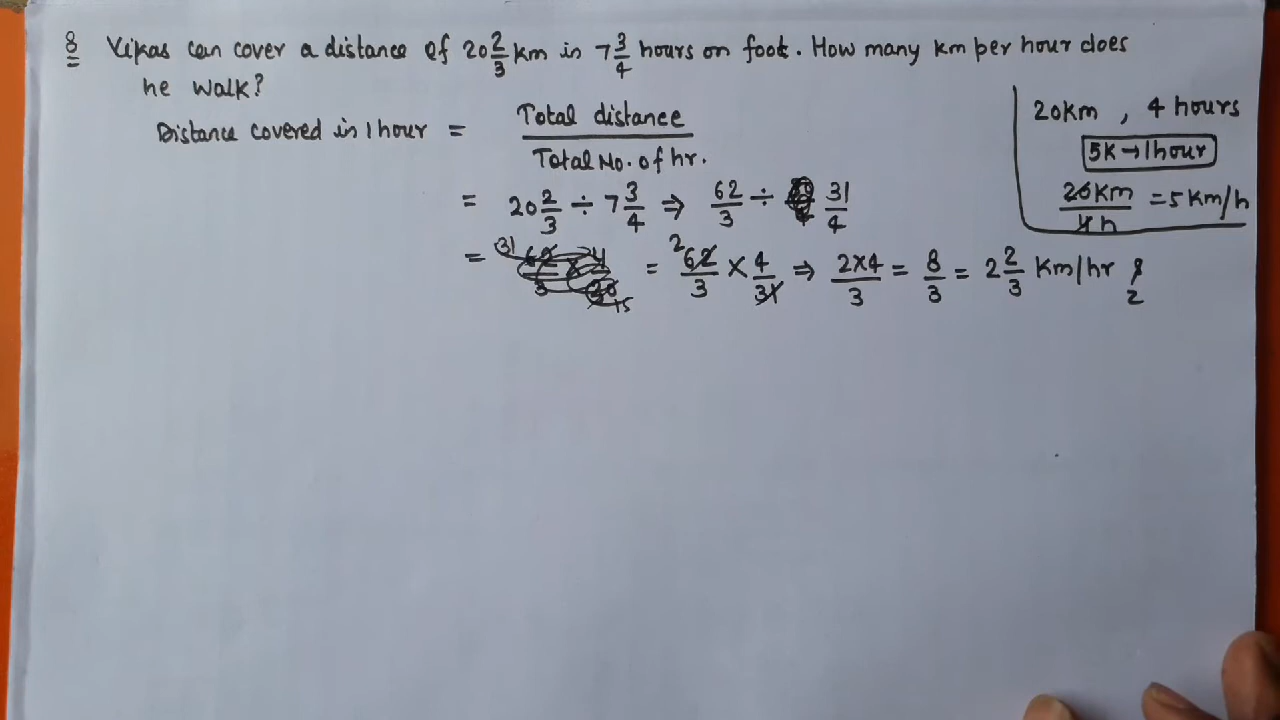 8 Vikas can cover a distance of 20 2/3 km in 7 3/4 hours on foot. How many km per hour does
he walk?
Distance covered in 1 hour = Total distance / Total No. of hr.
= 20 2/3 ÷ 7 3/4 ⇒ 62/3 ÷ 31/4
= = 2 62/3 × 4/31 ⇒ 2×4/3 = 8/3 = 2 2/3 km/hr
20km , 4 hours
5K→1hour
20km/4h = 5km/h